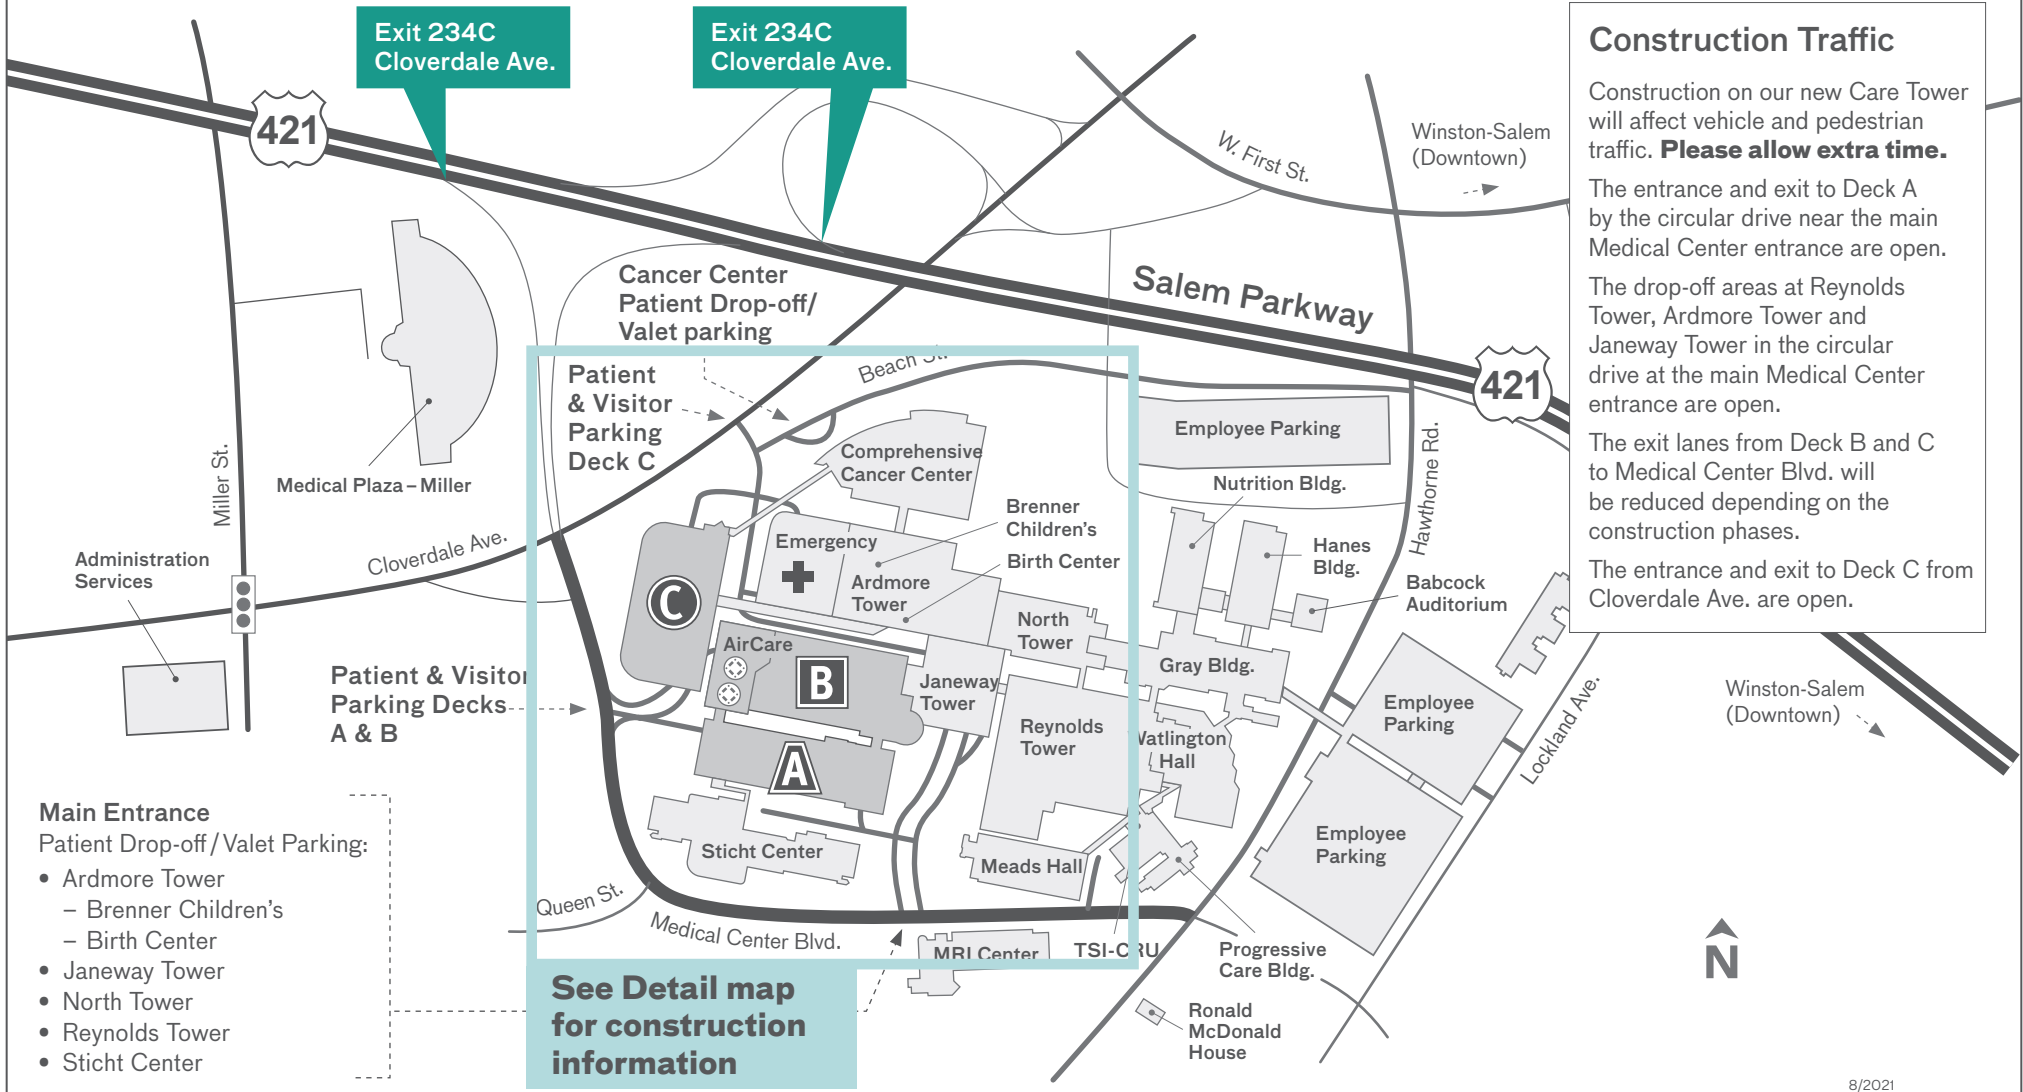 Exit 234C
Cloverdale Ave.
Exit 234C
Cloverdale Ave.
421
W. First St.
Winston-Salem
(Downtown)
Construction Traffic
Construction on our new Care Tower
will affect vehicle and pedestrian
traffic. Please allow extra time.
The entrance and exit to Deck A
by the circular drive near the main
Medical Center entrance are open.
The drop-off areas at Reynolds
Tower, Ardmore Tower and
Janeway Tower in the circular
drive at the main Medical Center
entrance are open.
The exit lanes from Deck B and C
to Medical Center Blvd. will
be reduced depending on the
construction phases.
The entrance and exit to Deck C from
Cloverdale Ave. are open.
Salem Parkway
421
Cancer Center
Patient Drop-off/
Valet parking
Beach St.
Patient
& Visitor
Parking
Deck C
Comprehensive
Cancer Center
Employee Parking
Nutrition Bldg.
Hawthorne Rd.
Medical Plaza – Miller
Miller St.
Cloverdale Ave.
Brenner
Children's
Birth Center
Emergency
Ardmore
Tower
Hanes
Bldg.
Babcock
Auditorium
Administration
Services
C
North
Tower
AirCare
B
Janeway
Tower
Gray Bldg.
Patient & Visitor
Parking Decks
A & B
Reynolds
Tower
Watlington
Hall
Employee
Parking
Lockland Ave.
Winston-Salem
(Downtown)
A
Employee
Parking
Sticht Center
Meads Hall
Main Entrance
Patient Drop-off / Valet Parking:
• Ardmore Tower
– Brenner Children's
– Birth Center
• Janeway Tower
• North Tower
• Reynolds Tower
• Sticht Center
Queen St.
Medical Center Blvd.
MRI Center
TSI-CRU
Progressive
Care Bldg.
N
See Detail map
for construction
information
Ronald
McDonald
House
8/2021